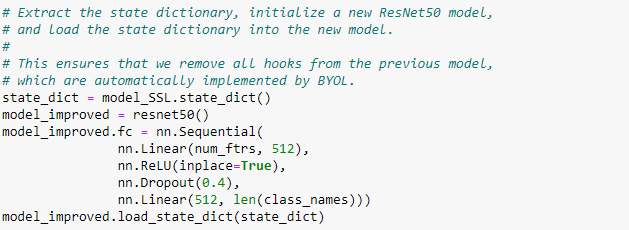 # Extract the state dictionary, initialize a new ResNet50 model,
# and load the state dictionary into the new model.
#
# This ensures that we remove all hooks from the previous model,
# which are automatically implemented by BYOL.
state_dict = model_SSL.state_dict()
model_improved = resnet50()
model_improved.fc = nn.Sequential(
                nn.Linear(num_ftrs, 512),
                nn.ReLU(inplace=True),
                nn.Dropout(0.4),
                nn.Linear(512, len(class_names)))
model_improved.load_state_dict(state_dict)